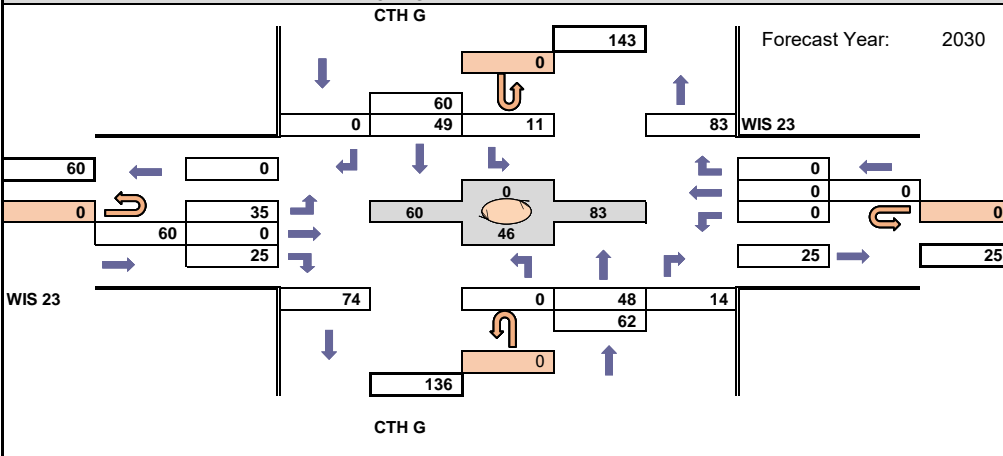 CTH G
143
Forecast Year: 2030
0
60
0 49 11 83 WIS 23
60 0 0
0 0 0
0 35 60 83 0 0
60 0 46
25 25 25
WIS 23 74 0 48 14
62
0
136
CTH G